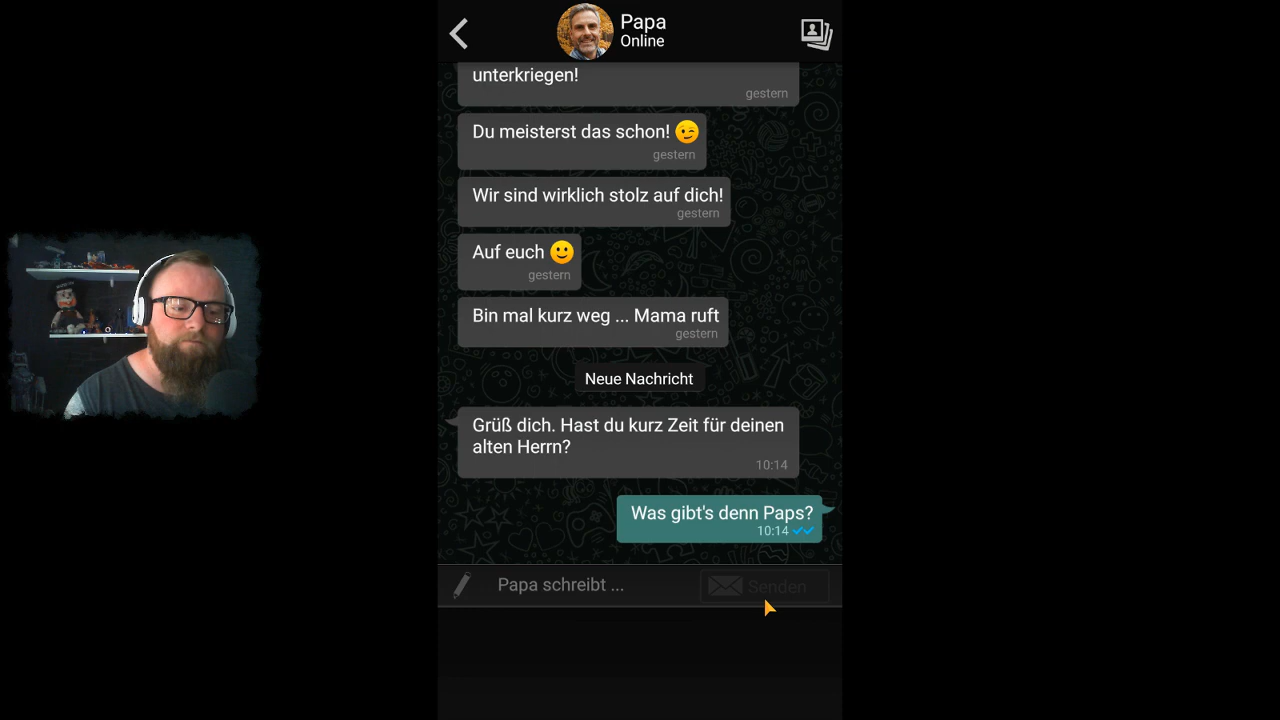 Papa
Online
unterkriegen!
gestern
Du meisterst das schon! 😉
gestern
Wir sind wirklich stolz auf dich!
gestern
Auf euch 🙂
gestern
Bin mal kurz weg ... Mama ruft
gestern
Neue Nachricht
Grüß dich. Hast du kurz Zeit für deinen
alten Herrn?
10:14
Was gibt's denn Paps?
10:14
Papa schreibt ...
Senden